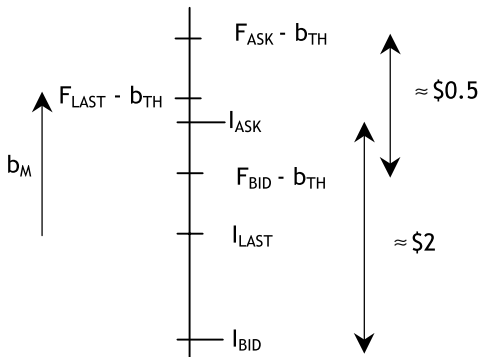 F_ASK - b_TH
≈ $0.5
F_LAST - b_TH
I_ASK
b_M
F_BID - b_TH
I_LAST
≈ $2
I_BID